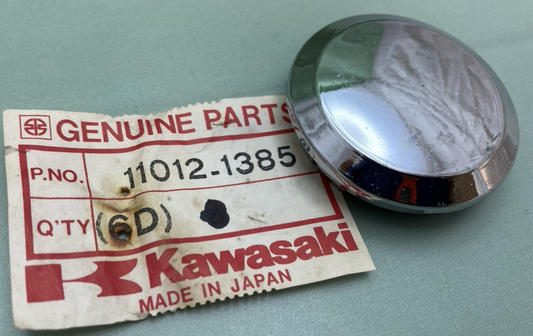 GENUINE PARTS
P.NO. 11012-1385
Q'TY (6D)
Kawasaki
MADE IN JAPAN